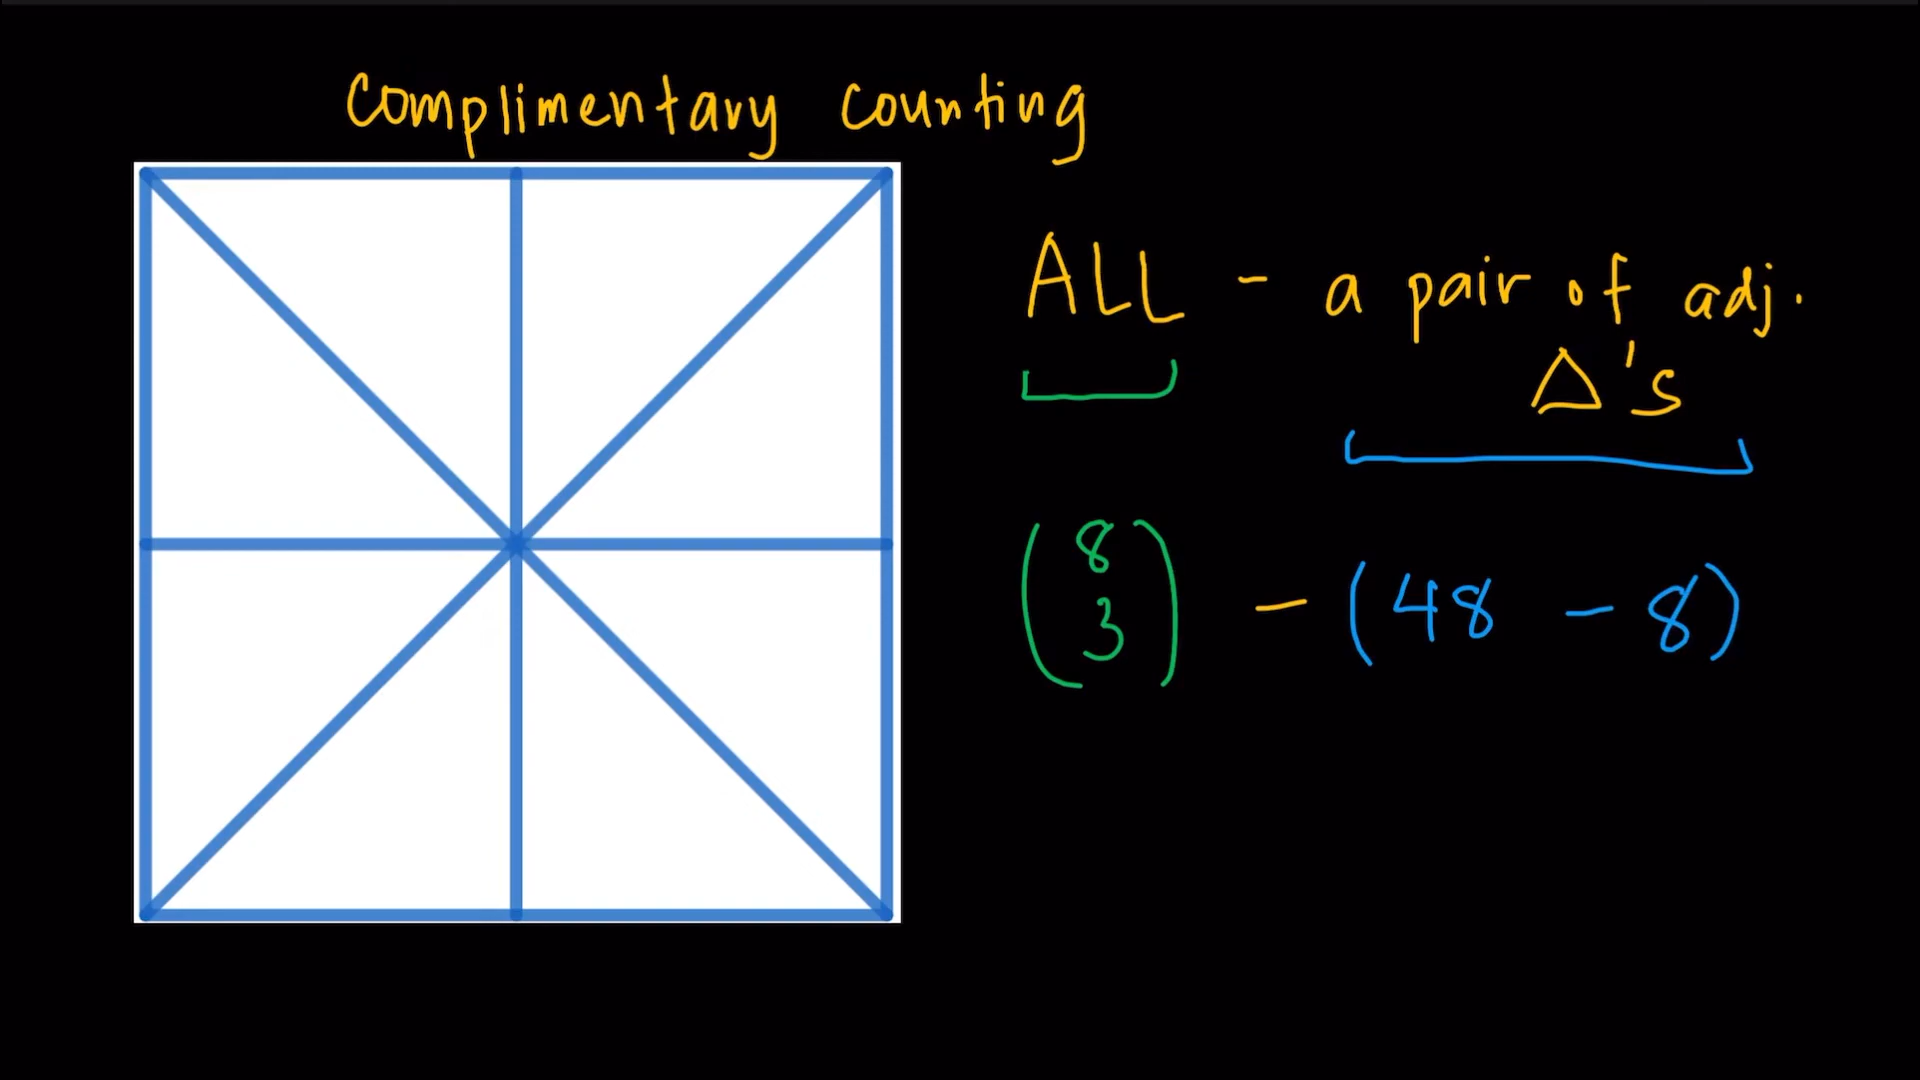 Complimentary counting
ALL - a pair of adj.
Δ's
(8 3) - (48 - 8)